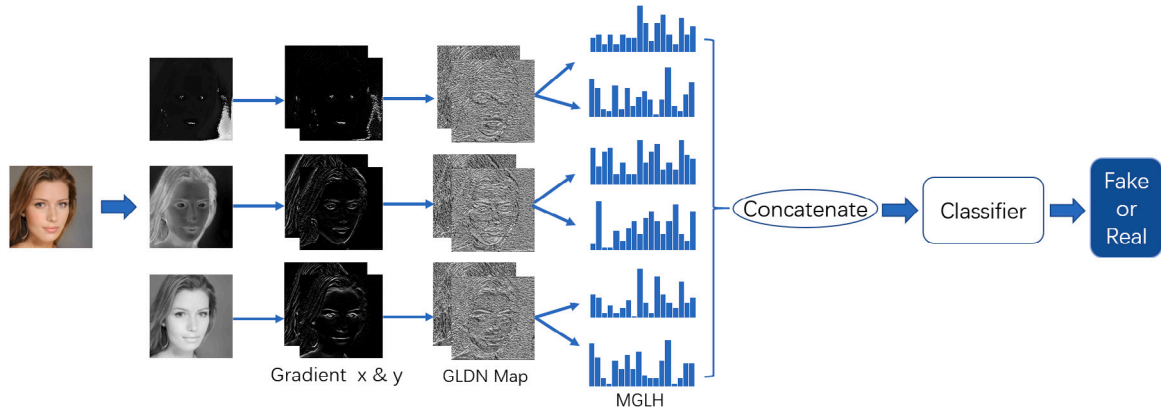 Concatenate
Classifier
Fake
or
Real
Gradient x & y
GLDN Map
MGLH